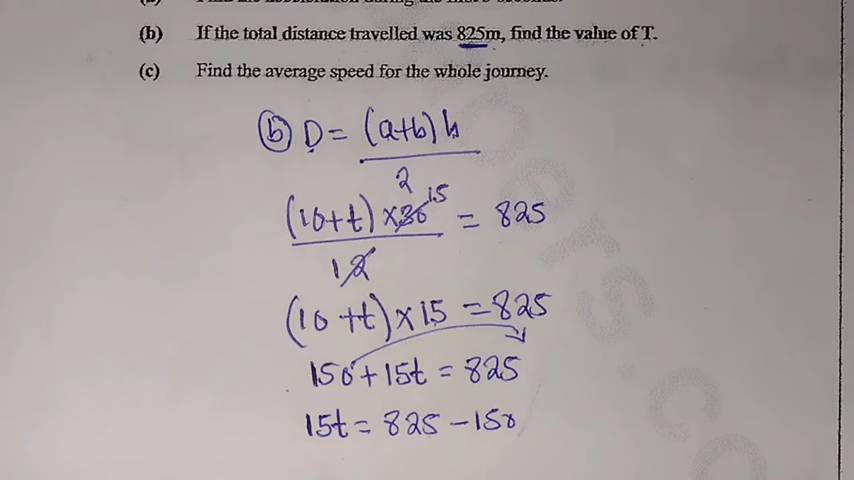 (b) If the total distance travelled was 825m, find the value of T.
(c) Find the average speed for the whole journey.
(b) D = (a+b)h
2
(10+t) × 30 15 = 825
1 2
(10+t) × 15 = 825
150 + 15t = 825
15t = 825 - 150